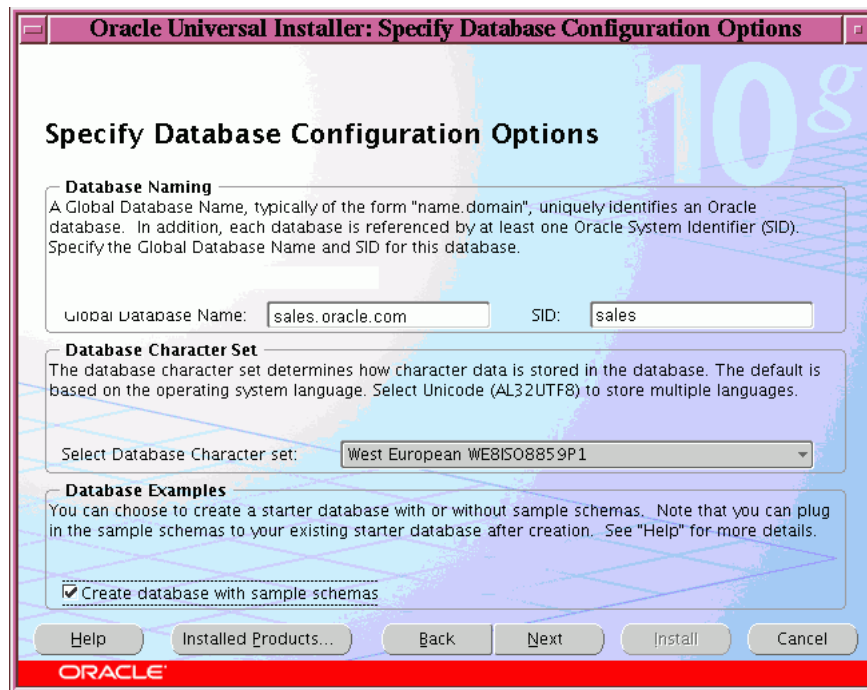 Oracle Universal Installer: Specify Database Configuration Options
10g
Specify Database Configuration Options
Database Naming
A Global Database Name, typically of the form "name.domain", uniquely identifies an Oracle
database. In addition, each database is referenced by at least one Oracle System Identifier (SID).
Specify the Global Database Name and SID for this database.
Global Database Name: sales.oracle.com SID: sales
Database Character Set
The database character set determines how character data is stored in the database. The default is
based on the operating system language. Select Unicode (AL32UTF8) to store multiple languages.
Select Database Character set: West European WE8ISO8859P1
Database Examples
You can choose to create a starter database with or without sample schemas. Note that you can plug
in the sample schemas to your existing starter database after creation. See "Help" for more details.
Create database with sample schemas
Help Installed Products... Back Next Install Cancel
ORACLE